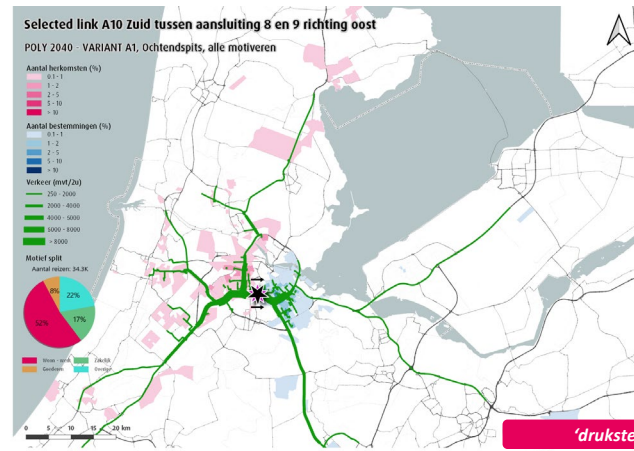 Selected link A10 Zuid tussen aansluiting 8 en 9 richting oost
POLY 2040 - VARIANT A1, Ochtendspits, alle motieven
Aantal herkomsten (%)
0.1 - 1
1 - 2
2 - 5
5 - 10
> 10
Aantal bestemmingen (%)
0.1 - 1
1 - 2
2 - 5
5 - 10
> 10
Verkeer (mvt/2u)
250 - 2000
2000 - 4000
4000 - 6000
6000 - 8000
> 8000
Motief split
Aantal reizen: 34.3K
8%
22%
17%
52%
Woon - werk
Zakelijk
Goederen
Overige
0 5 10 20 km
'drukste